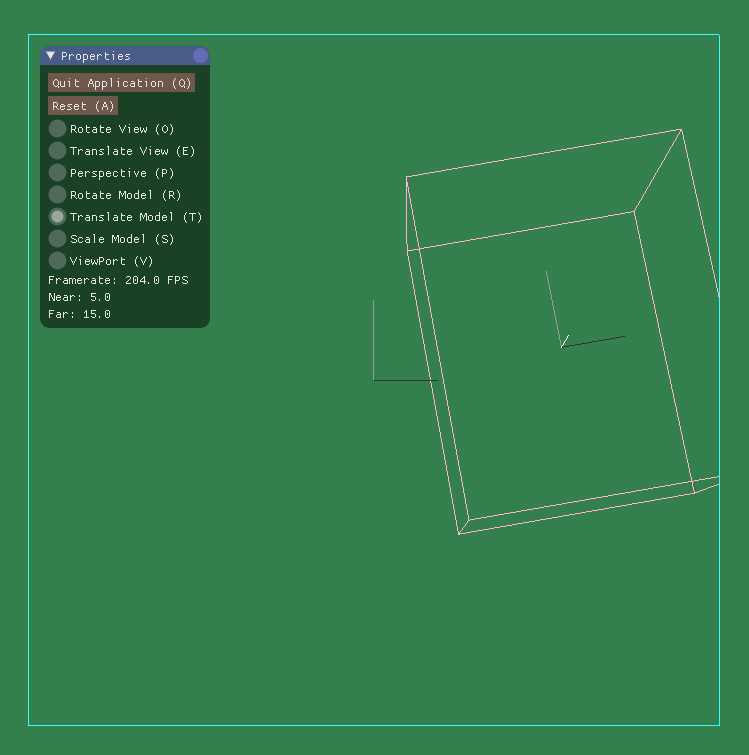 Properties
Quit Application (Q)
Reset (A)
Rotate View (O)
Translate View (E)
Perspective (P)
Rotate Model (R)
Translate Model (T)
Scale Model (S)
ViewPort (V)
Framerate: 204.0 FPS
Near: 5.0
Far: 15.0